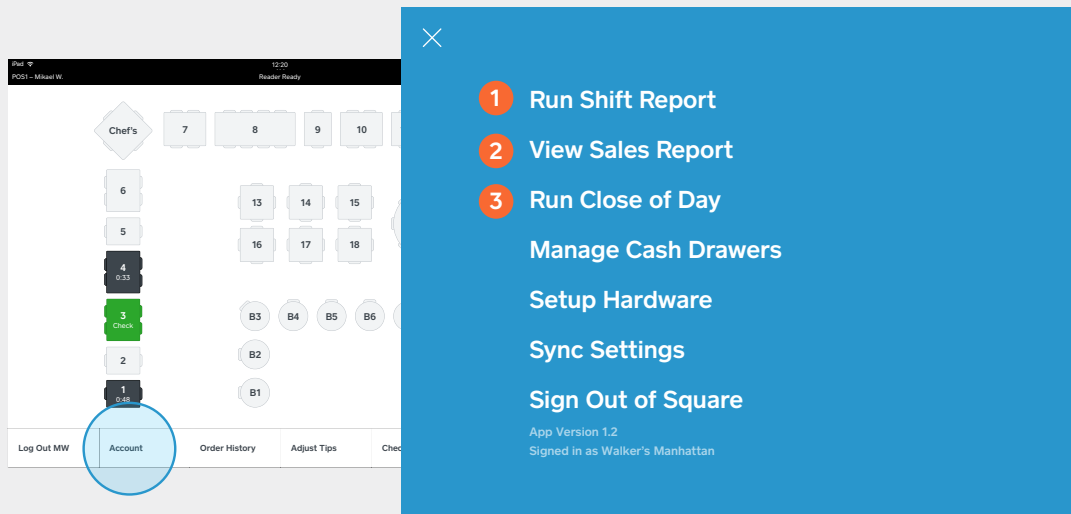 iPad
12:20
POS1 – Mikael W.
Reader Ready
Chef's
7
8
9
10
6
5
4
0:33
3
Check
2
1
0:48
13
14
15
16
17
18
B3
B4
B5
B6
B2
B1
Log Out MW
Account
Order History
Adjust Tips
Chec
1 Run Shift Report
2 View Sales Report
3 Run Close of Day
Manage Cash Drawers
Setup Hardware
Sync Settings
Sign Out of Square
App Version 1.2
Signed in as Walker's Manhattan